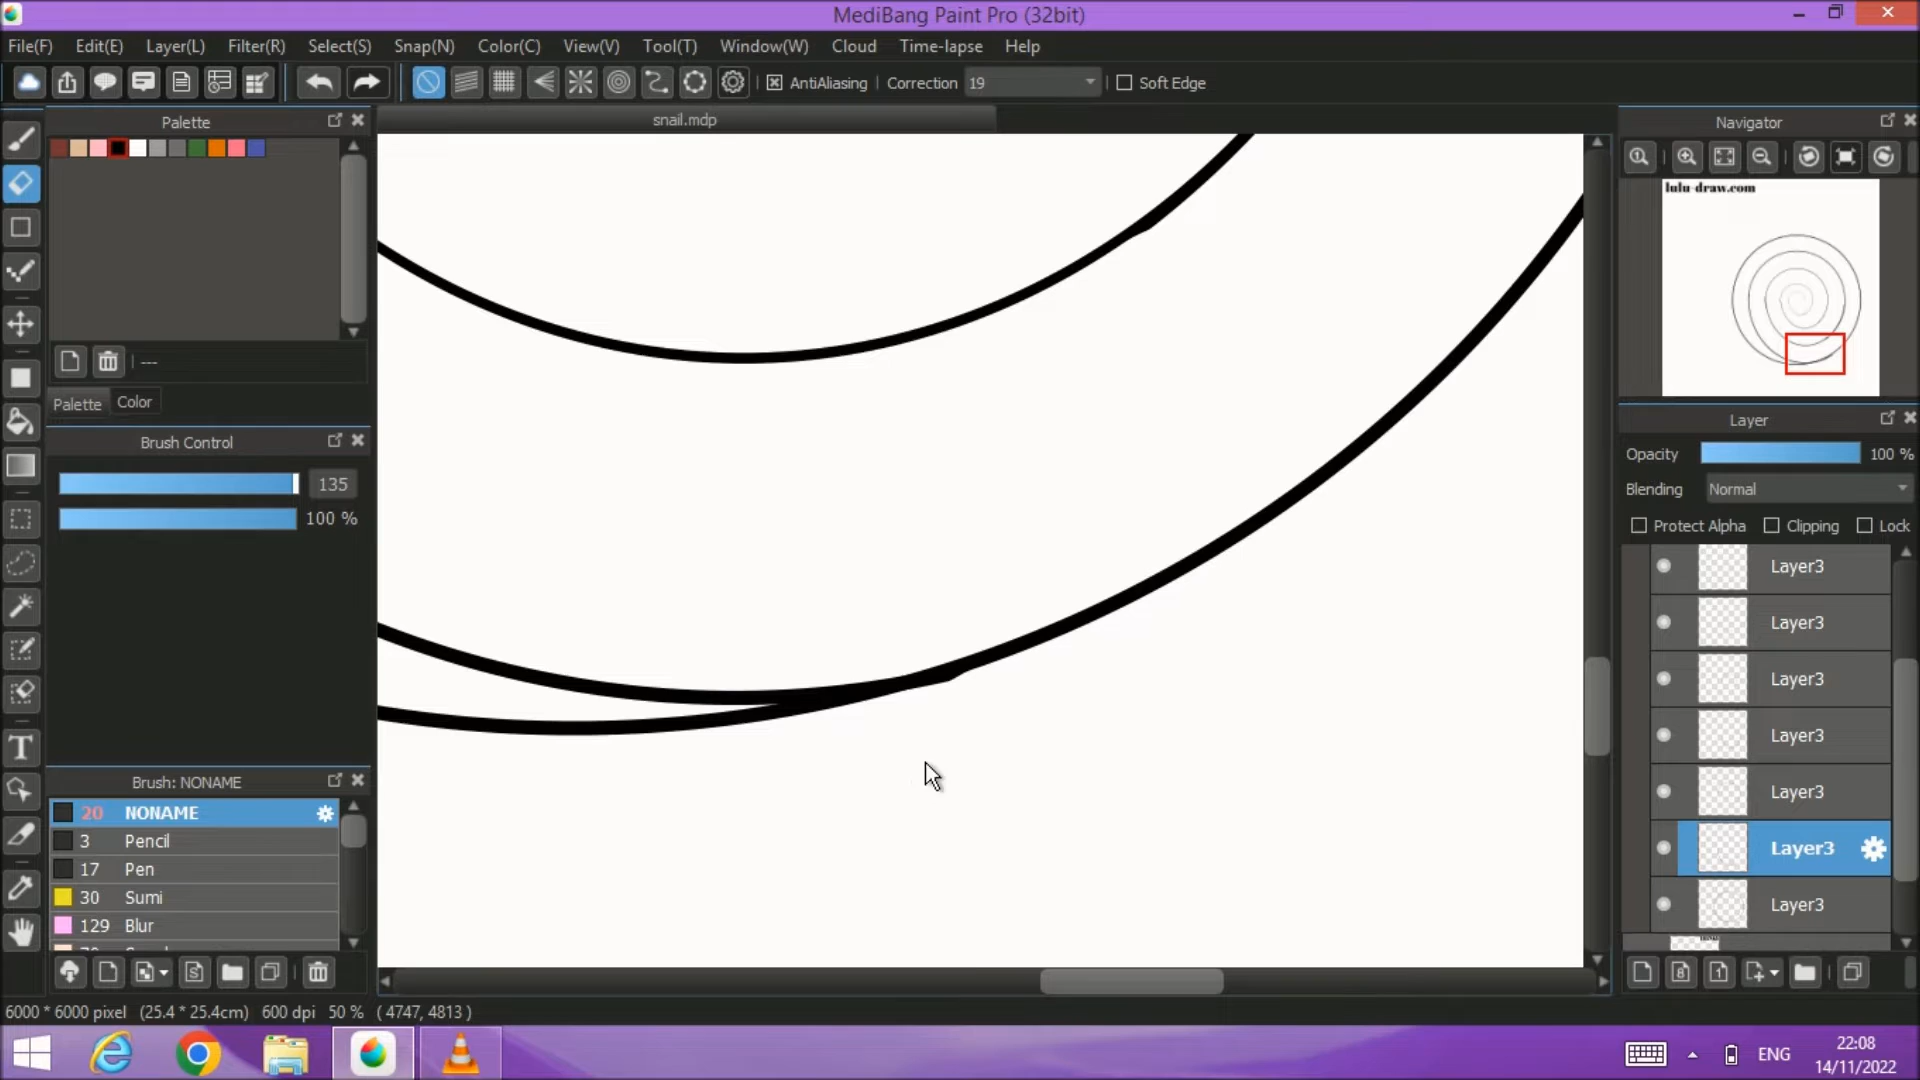 MediBang Paint Pro (32bit)
File(F) Edit(E) Layer(L) Filter(R) Select(S) Snap(N) Color(C) View(V) Tool(T) Window(W) Cloud Time-lapse Help
AntiAliasing Correction 19 Soft Edge
Palette
snail.mdp
Navigator
lulu-draw.com
---
Palette Color
Brush Control
135
100 %
Layer
Opacity 100 %
Blending Normal
Protect Alpha Clipping Lock
Layer3
Layer3
Layer3
Layer3
Layer3
Layer3
Layer3
Brush: NONAME
20 NONAME
3 Pencil
17 Pen
30 Sumi
129 Blur
6000 * 6000 pixel (25.4 * 25.4cm) 600 dpi 50 % ( 4747, 4813 )
ENG
22:08
14/11/2022